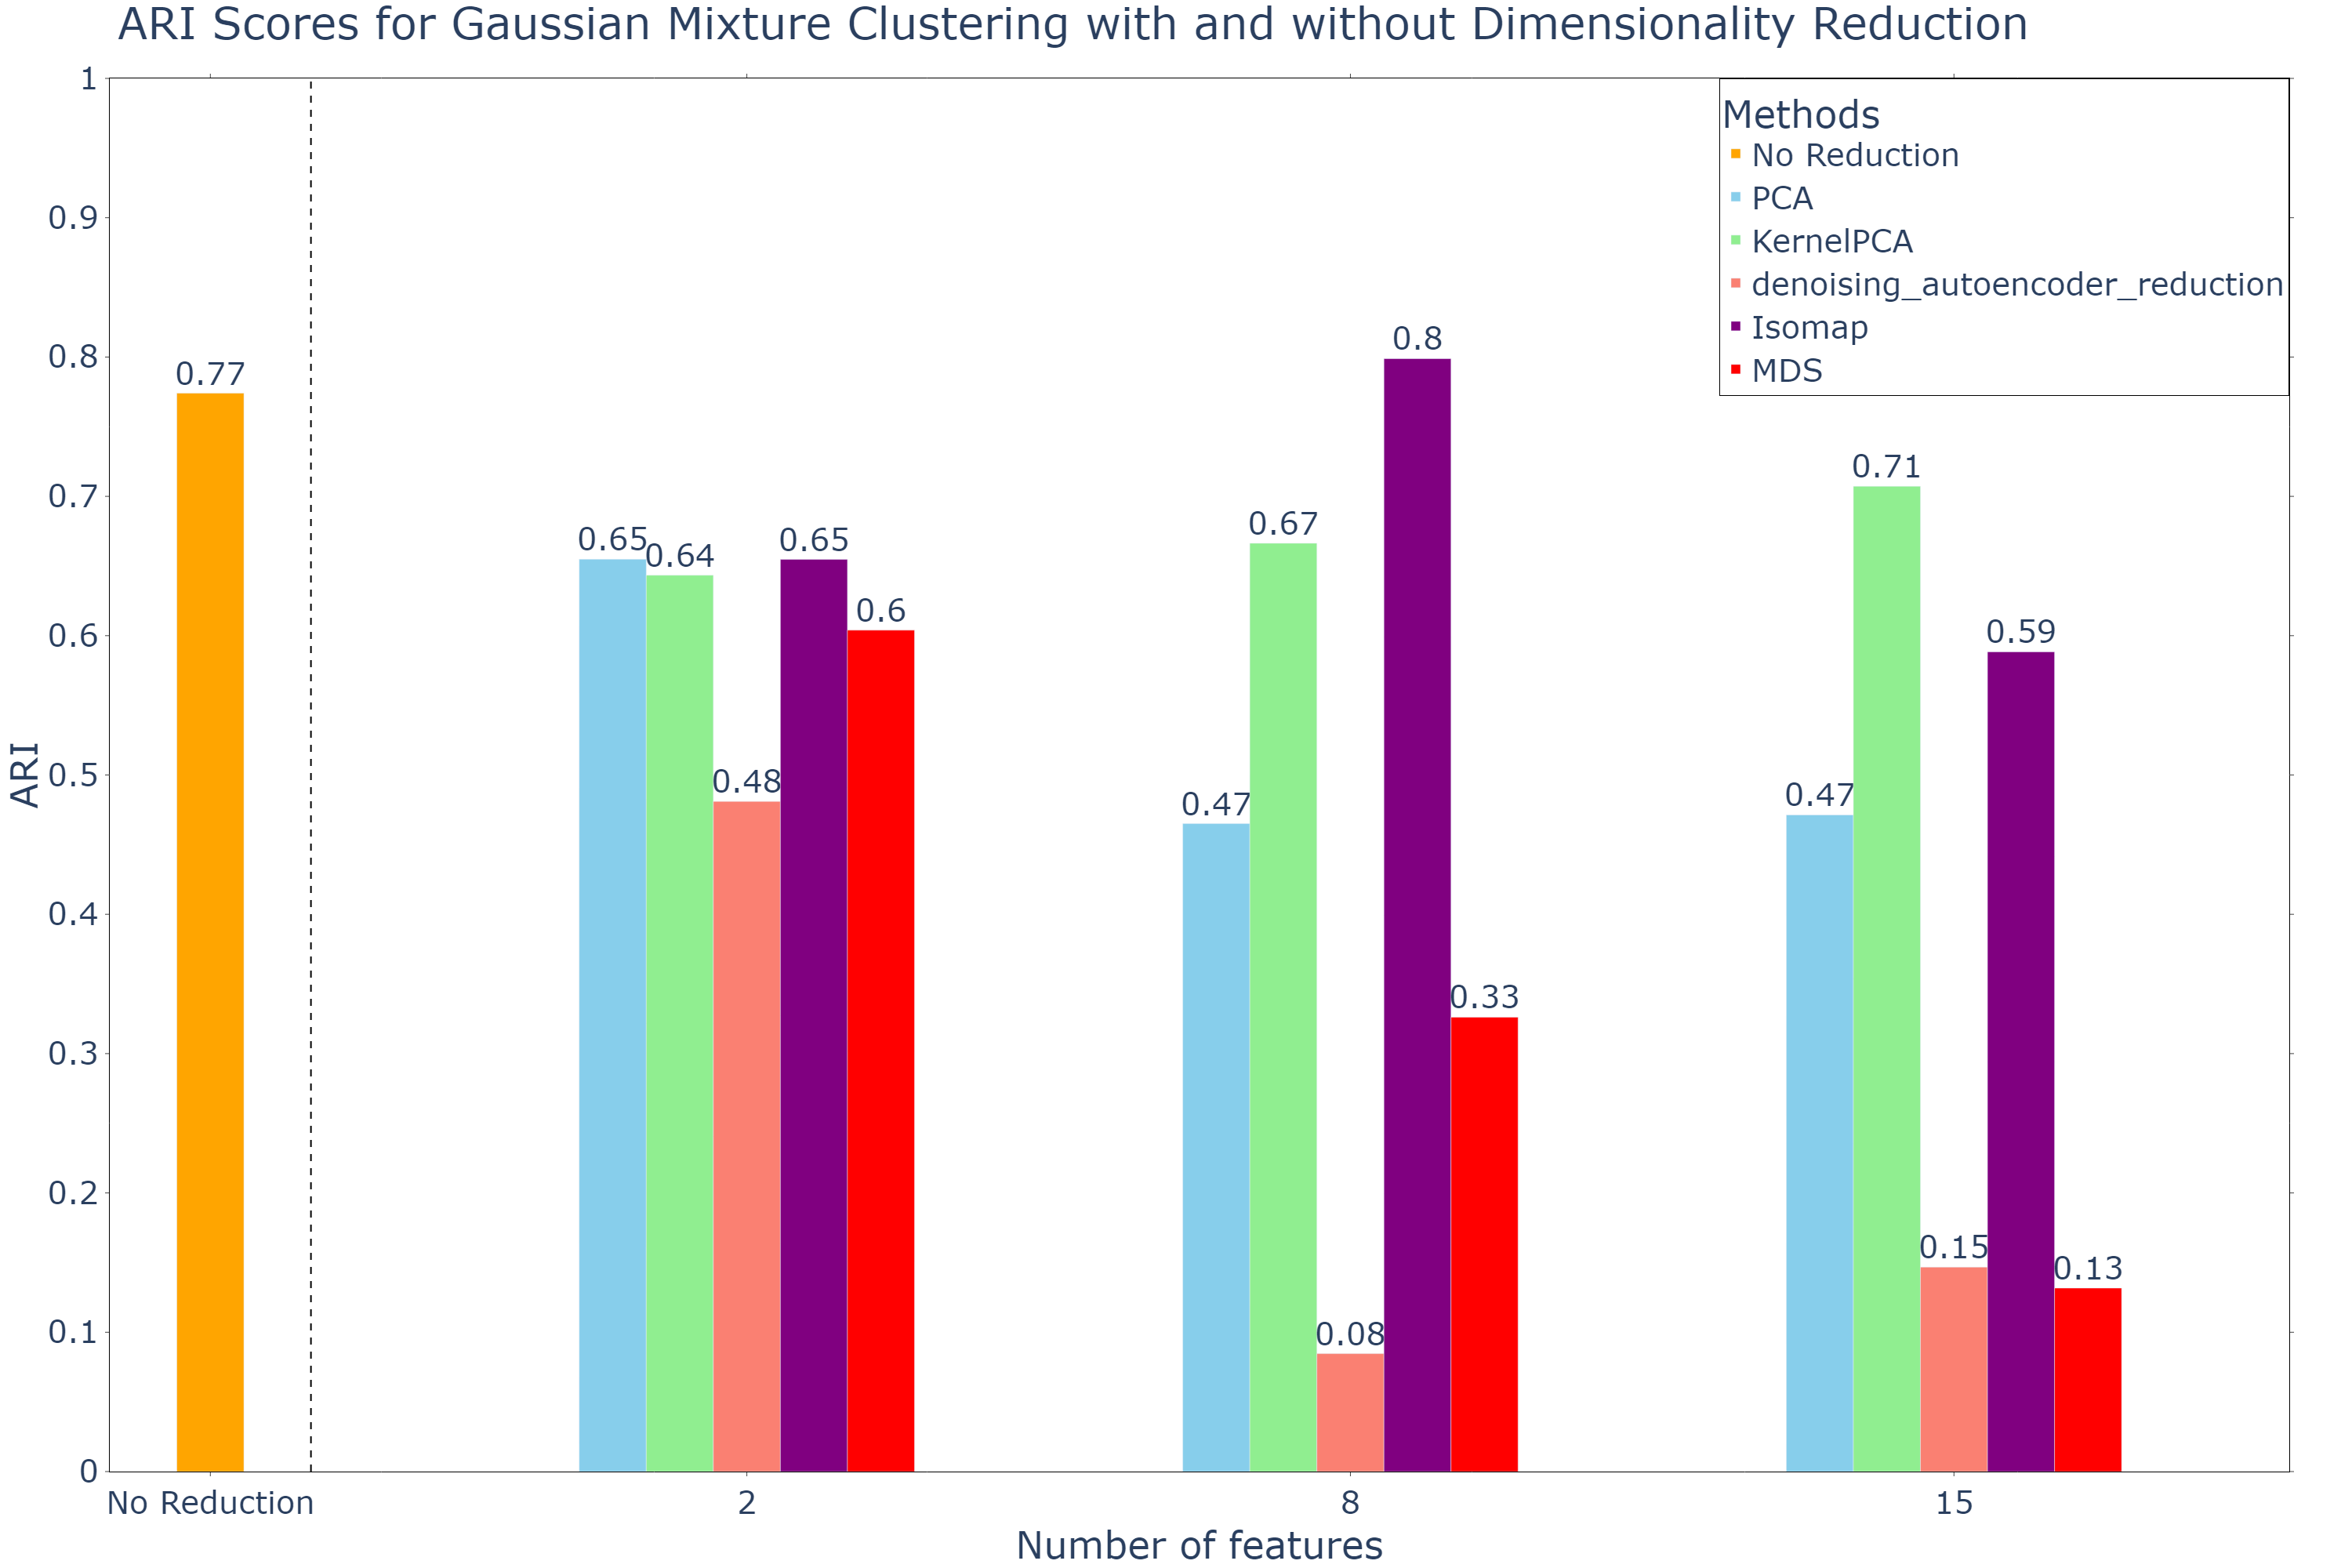 ARI Scores for Gaussian Mixture Clustering with and without Dimensionality Reduction
Methods
No Reduction
PCA
KernelPCA
denoising_autoencoder_reduction
Isomap
MDS
ARI
1
0.9
0.8
0.7
0.6
0.5
0.4
0.3
0.2
0.1
0
0.77
0.65
0.64
0.48
0.65
0.6
0.47
0.67
0.08
0.8
0.33
0.47
0.71
0.15
0.59
0.13
No Reduction
2
8
15
Number of features